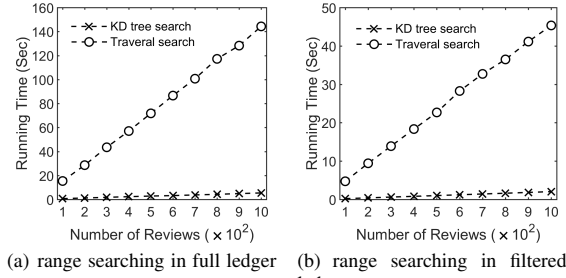 160
140
120
100
80
60
40
20
0
Running Time (Sec)
KD tree search
Traveral search
1 2 3 4 5 6 7 8 9 10
Number of Reviews (×10²)
(a) range searching in full ledger
50
40
30
20
10
0
Running Time (Sec)
KD tree search
Traveral search
1 2 3 4 5 6 7 8 9 10
Number of Reviews (×10²)
(b) range searching in filtered